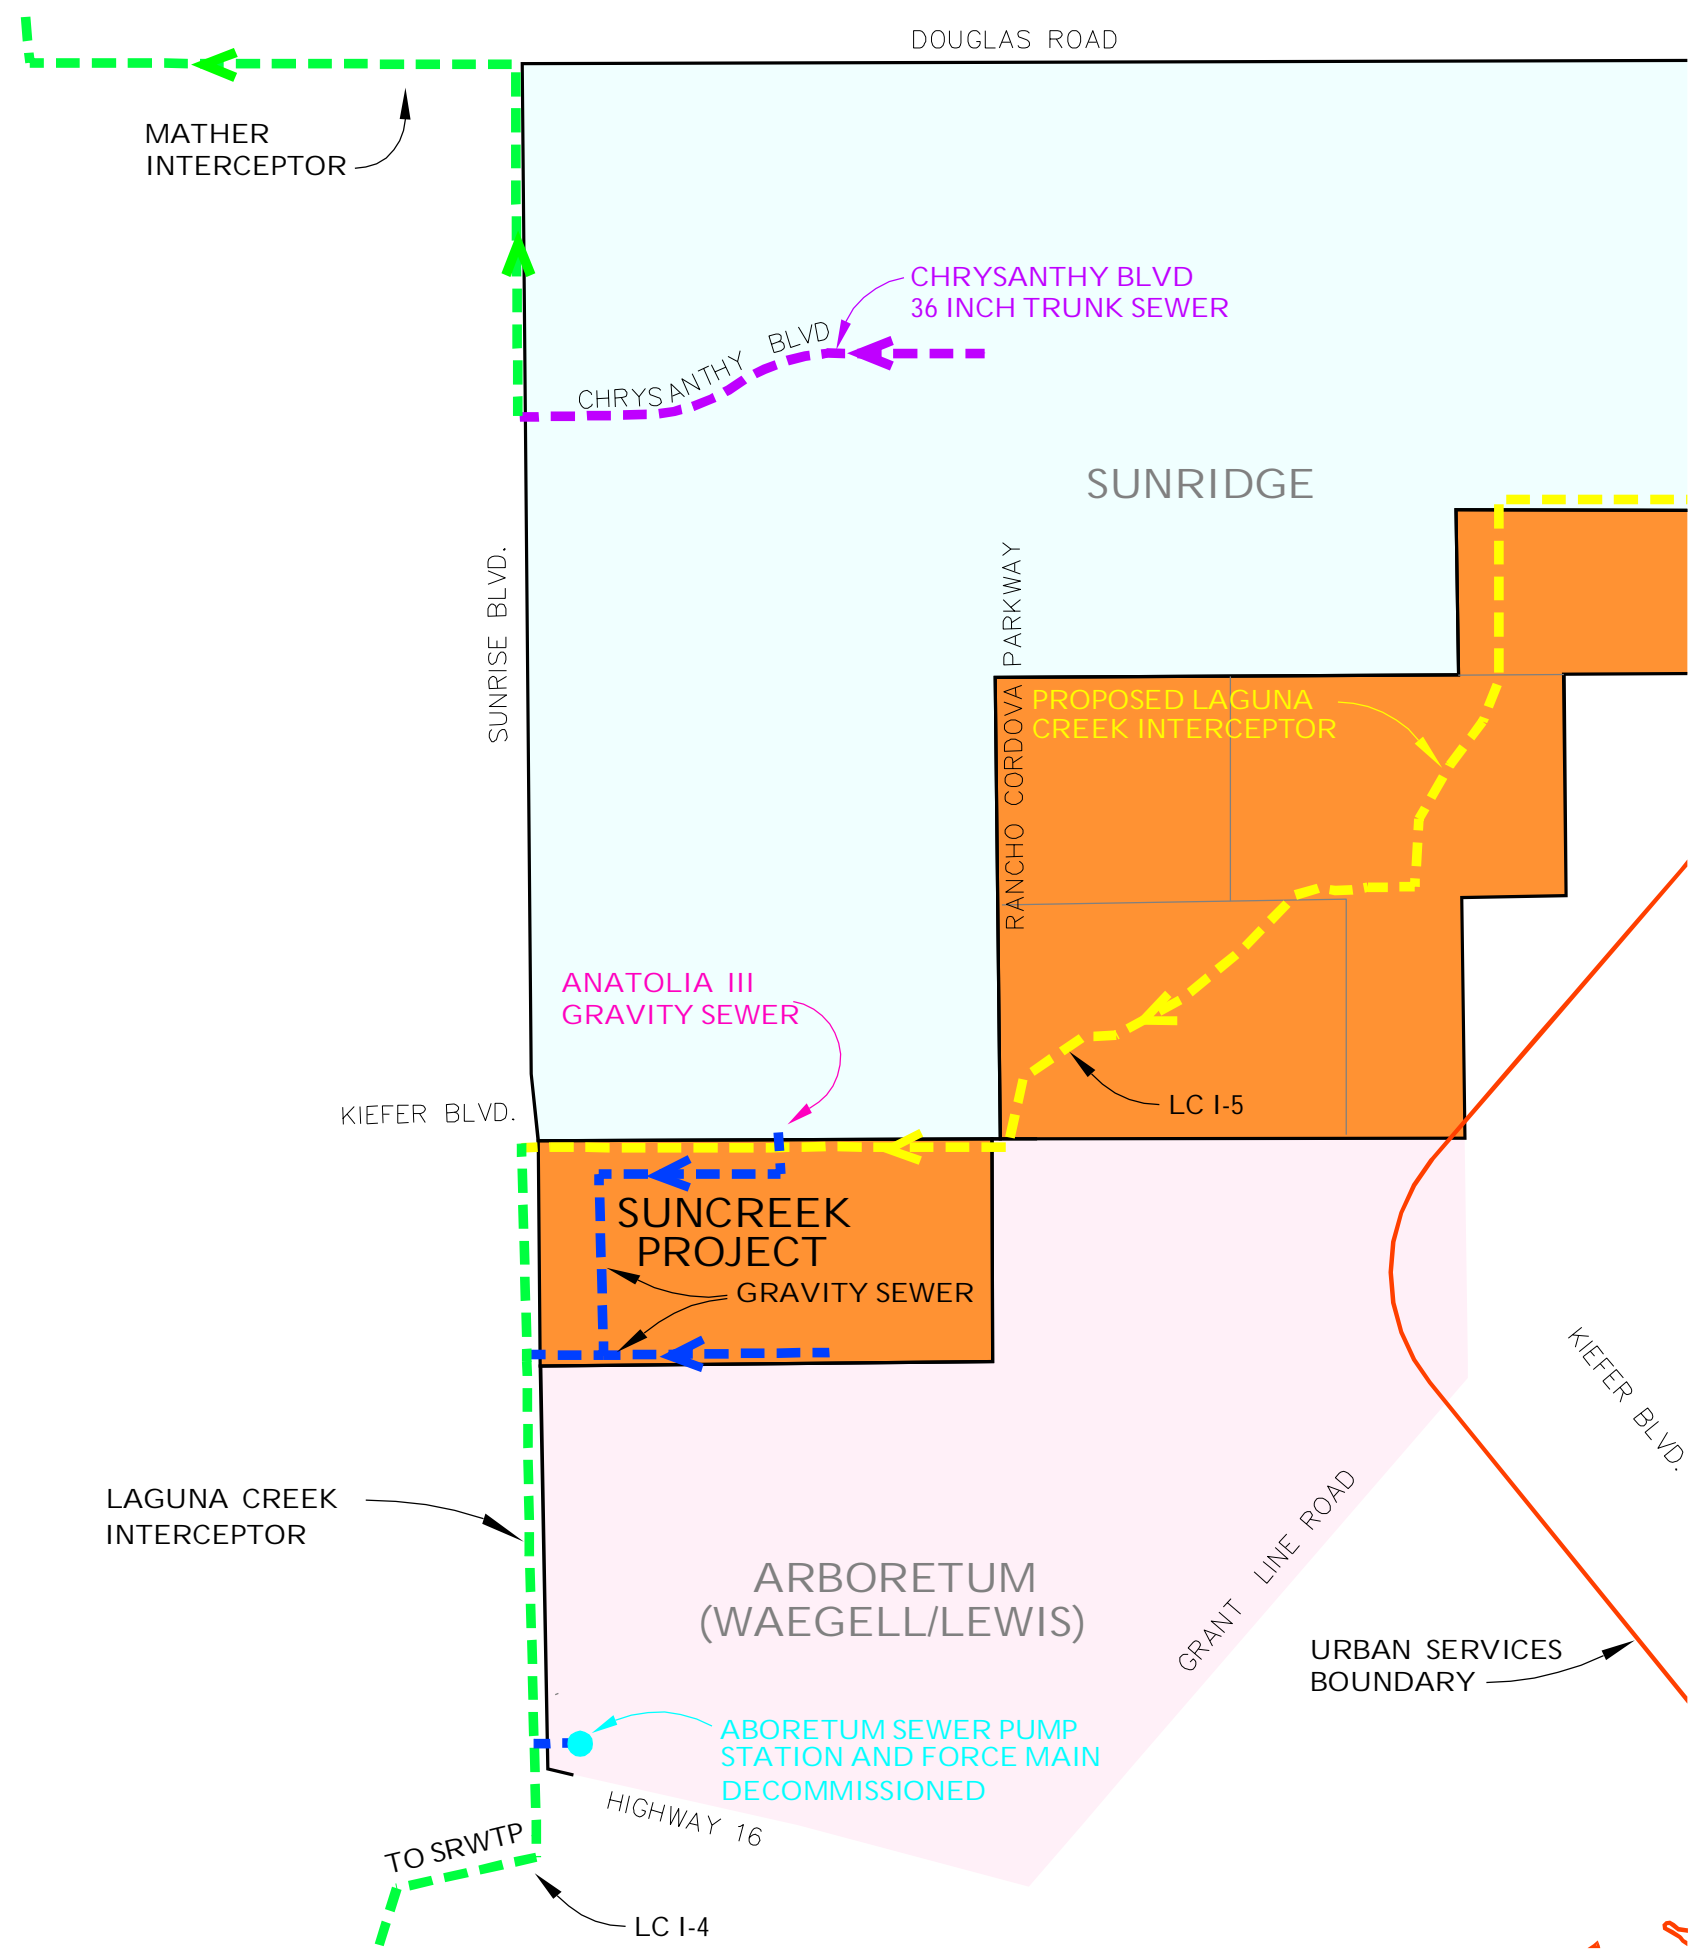 DOUGLAS ROAD
MATHER
INTERCEPTOR
CHRYSANTHY BLVD
36 INCH TRUNK SEWER
CHRYSANTHY BLVD
SUNRIDGE
SUNRISE BLVD.
RANCHO CORDOVA PARKWAY
PROPOSED LAGUNA
CREEK INTERCEPTOR
ANATOLIA III
GRAVITY SEWER
LC I-5
KIEFER BLVD.
SUNCREEK
PROJECT
GRAVITY SEWER
KIEFER BLVD.
LAGUNA CREEK
INTERCEPTOR
GRANT LINE ROAD
ARBORETUM
(WAEGELL/LEWIS)
URBAN SERVICES
BOUNDARY
ABORETUM SEWER PUMP
STATION AND FORCE MAIN
DECOMMISSIONED
HIGHWAY 16
TO SRWTP
LC I-4